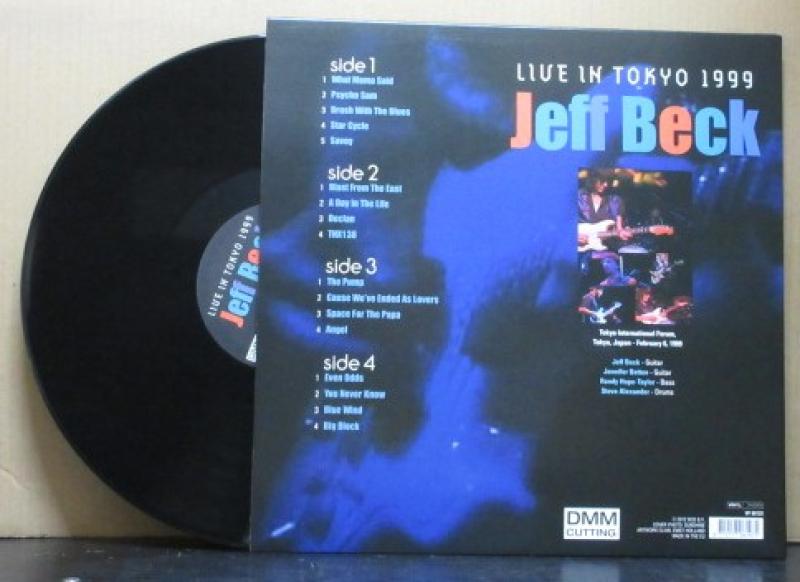 side 1
1 What Mama Said
2 Psycho Sam
3 Brush With The Blues
4 Star Cycle
5 Savoy
side 2
1 Blast From The East
2 A Day In The Life
3 Declan
4 THX138
side 3
1 The Pump
2 Cause We've Ended As Lovers
3 Space For The Papa
4 Angel
side 4
1 Even Odds
2 You Never Know
3 Blue Wind
4 Big Block
LIVE IN TOKYO 1999
Jeff Beck
Tokyo International Forum,
Tokyo, Japan - February 6, 1999
Jeff Beck - Guitar
Jennifer Batten - Guitar
Randy Hope-Taylor - Bass
Steve Alexander - Drums
LIVE IN TOKYO 1999
Jeff Beck
DMM
CUTTING
MADE IN THE EU